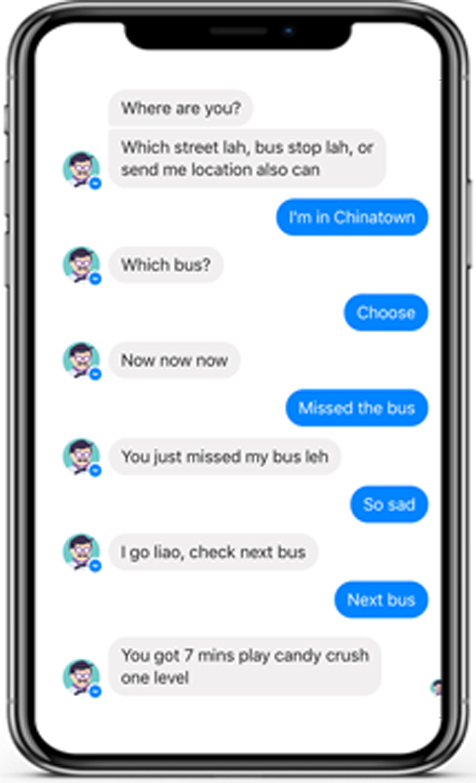 Where are you?
Which street lah, bus stop lah, or
send me location also can
I'm in Chinatown
Which bus?
Choose
Now now now
Missed the bus
You just missed my bus leh
So sad
I go liao, check next bus
Next bus
You got 7 mins play candy crush
one level